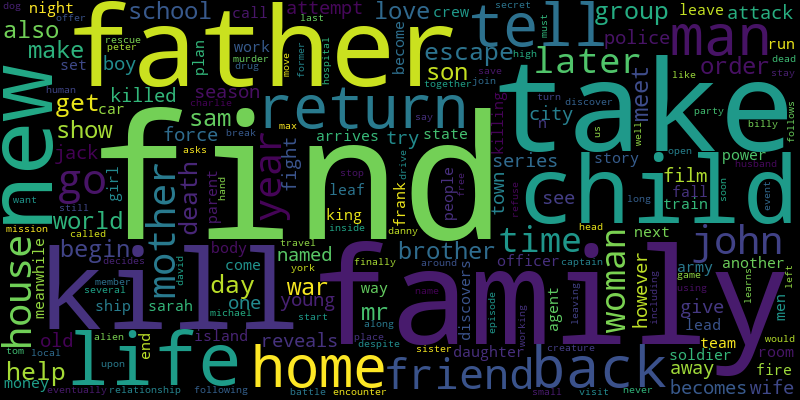 dog night school love call crew last secret tell group leave attack
also offer father become must man
make rescue peter set boy plan call work murder drug attempt move former hospital escape together high police run order dead
new get car killed season return son later join save like stay
show sam year force arrives try say state killing city turn discover us meet well party billy follows
human jack asks break max fight find take n
want girl death parent hand stop leaf drive frank people free series town refuse story open power husband
still go king inside danny child see film fall train long soon event
mission called world mother family time head next john
house meanwhile begin decides body travel named york finally brother officer captain woman however army another
kill come around discovers game learns left
member several david day war way agent leaving including using men
ship sarah one michael young mr along name episode working give lead team would
tom local old alien end island start reveals place despite sister daughter creature soldier room
help life upon home friend back away fire
money eventually relationship following battle encounter small visit never becomes wife